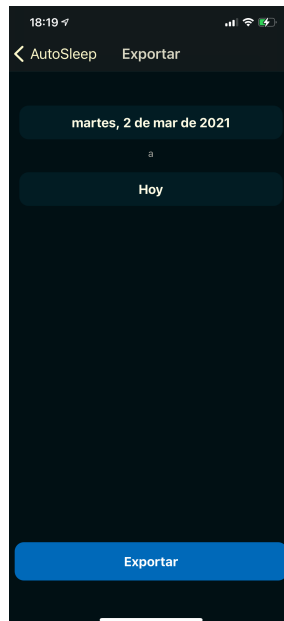 18:19
AutoSleep Exportar
martes, 2 de mar de 2021
a
Hoy
Exportar